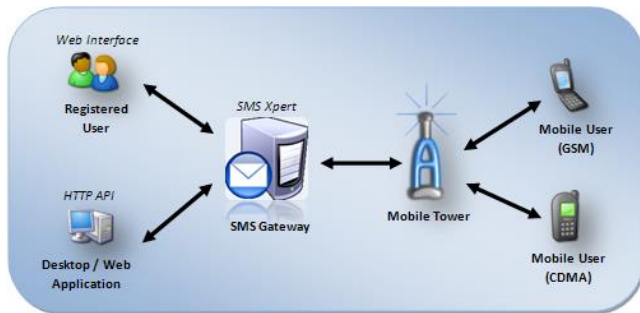 Web Interface
Registered
User
HTTP API
Desktop / Web
Application
SMS Xpert
SMS Gateway
Mobile Tower
Mobile User
(GSM)
Mobile User
(CDMA)